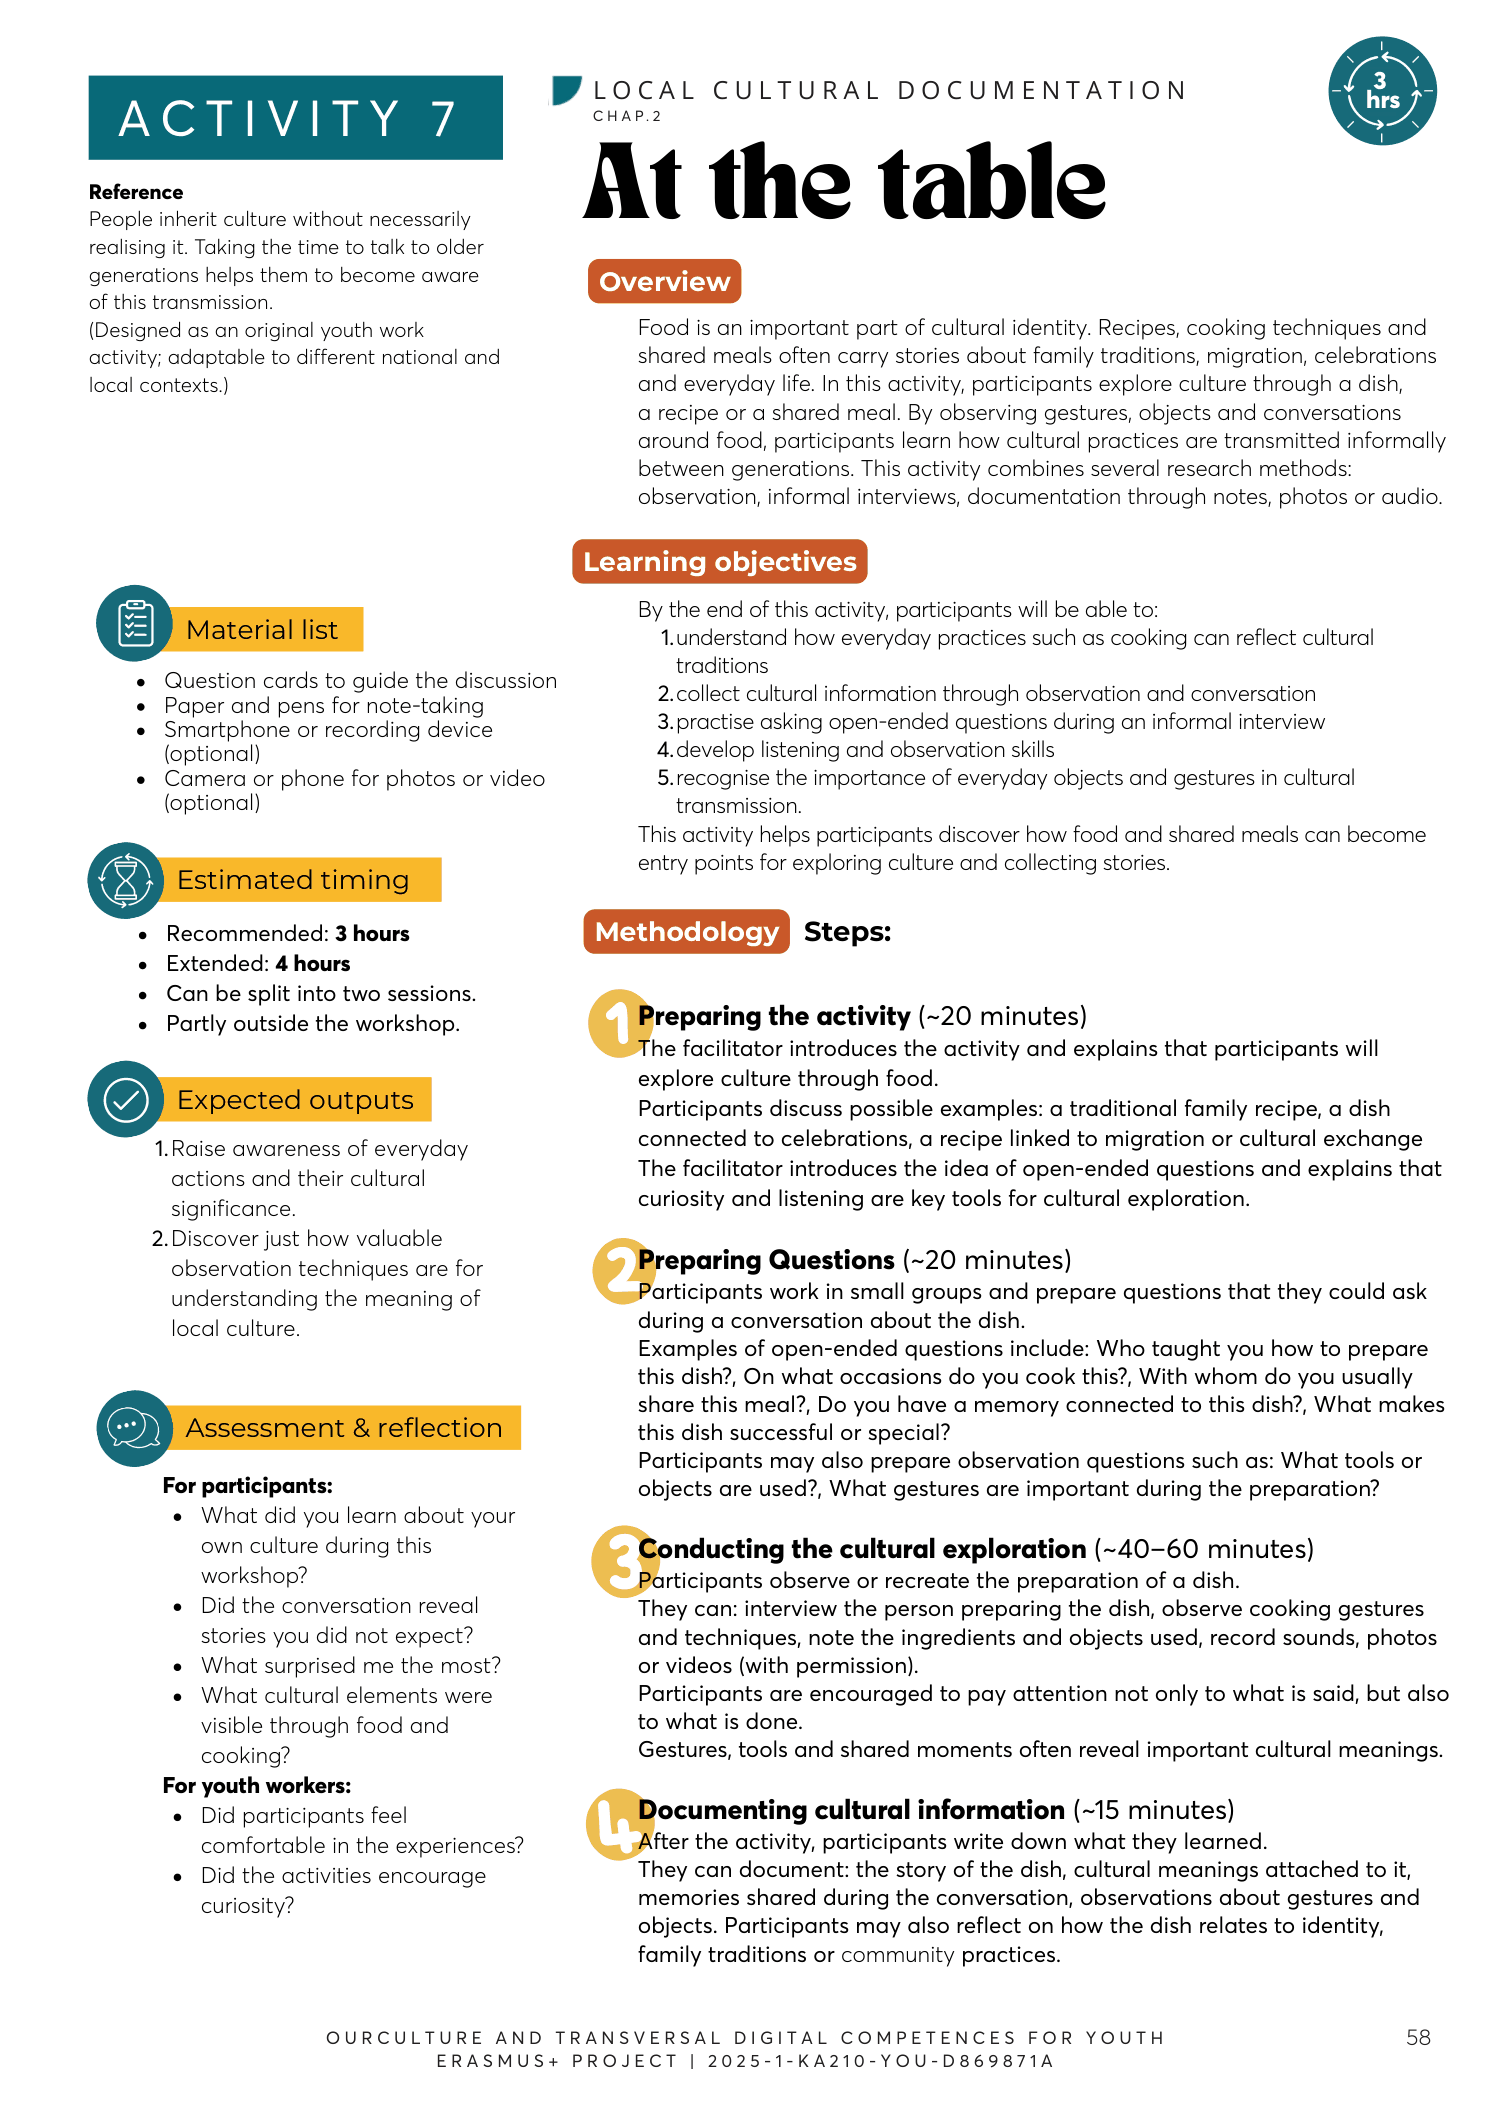 ACTIVITY 7
Reference
People inherit culture without necessarily
realising it. Taking the time to talk to older
generations helps them to become aware
of this transmission.
(Designed as an original youth work
activity; adaptable to different national and
local contexts.)
Material list
• Question cards to guide the discussion
• Paper and pens for note-taking
• Smartphone or recording device
(optional)
• Camera or phone for photos or video
(optional)
Estimated timing
• Recommended: 3 hours
• Extended: 4 hours
• Can be split into two sessions.
• Partly outside the workshop.
Expected outputs
1. Raise awareness of everyday
actions and their cultural
significance.
2. Discover just how valuable
observation techniques are for
understanding the meaning of
local culture.
Assessment & reflection
For participants:
• What did you learn about your
own culture during this
workshop?
• Did the conversation reveal
stories you did not expect?
• What surprised me the most?
• What cultural elements were
visible through food and
cooking?
For youth workers:
• Did participants feel
comfortable in the experiences?
• Did the activities encourage
curiosity?
LOCAL CULTURAL DOCUMENTATION
CHAP.2
3
hrs
At the table
Overview
Food is an important part of cultural identity. Recipes, cooking techniques and
shared meals often carry stories about family traditions, migration, celebrations
and everyday life. In this activity, participants explore culture through a dish,
a recipe or a shared meal. By observing gestures, objects and conversations
around food, participants learn how cultural practices are transmitted informally
between generations. This activity combines several research methods:
observation, informal interviews, documentation through notes, photos or audio.
Learning objectives
By the end of this activity, participants will be able to:
1. understand how everyday practices such as cooking can reflect cultural
traditions
2. collect cultural information through observation and conversation
3. practise asking open-ended questions during an informal interview
4. develop listening and observation skills
5. recognise the importance of everyday objects and gestures in cultural
transmission.
This activity helps participants discover how food and shared meals can become
entry points for exploring culture and collecting stories.
Methodology Steps:
1 Preparing the activity (~20 minutes)
The facilitator introduces the activity and explains that participants will
explore culture through food.
Participants discuss possible examples: a traditional family recipe, a dish
connected to celebrations, a recipe linked to migration or cultural exchange
The facilitator introduces the idea of open-ended questions and explains that
curiosity and listening are key tools for cultural exploration.
2 Preparing Questions (~20 minutes)
Participants work in small groups and prepare questions that they could ask
during a conversation about the dish.
Examples of open-ended questions include: Who taught you how to prepare
this dish?, On what occasions do you cook this?, With whom do you usually
share this meal?, Do you have a memory connected to this dish?, What makes
this dish successful or special?
Participants may also prepare observation questions such as: What tools or
objects are used?, What gestures are important during the preparation?
3 Conducting the cultural exploration (~40–60 minutes)
Participants observe or recreate the preparation of a dish.
They can: interview the person preparing the dish, observe cooking gestures
and techniques, note the ingredients and objects used, record sounds, photos
or videos (with permission).
Participants are encouraged to pay attention not only to what is said, but also
to what is done.
Gestures, tools and shared moments often reveal important cultural meanings.
4 Documenting cultural information (~15 minutes)
After the activity, participants write down what they learned.
They can document: the story of the dish, cultural meanings attached to it,
memories shared during the conversation, observations about gestures and
objects. Participants may also reflect on how the dish relates to identity,
family traditions or community practices.
OURCULTURE AND TRANSVERSAL DIGITAL COMPETENCES FOR YOUTH
ERASMUS+ PROJECT | 2025-1-KA210-YOU-D869871A
58